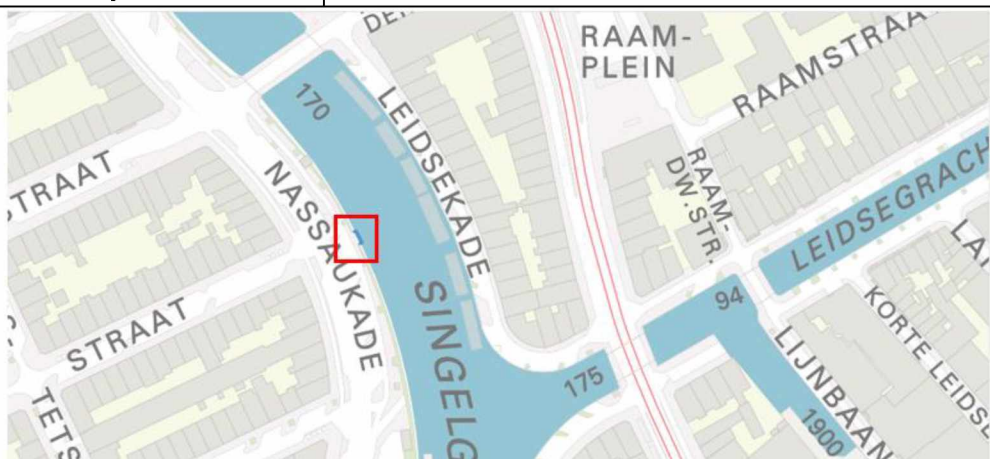 RAAM-
PLEIN
RAAMSTRAA
170
LEIDSEKADE
STRAAT
NASSAUKADE
RAAM-
DW.STR.
LEIDSEGRACH
SINGELG
STRAAT
94
KORTE LEIDS
LIJNBAAN
175
TETS
1900